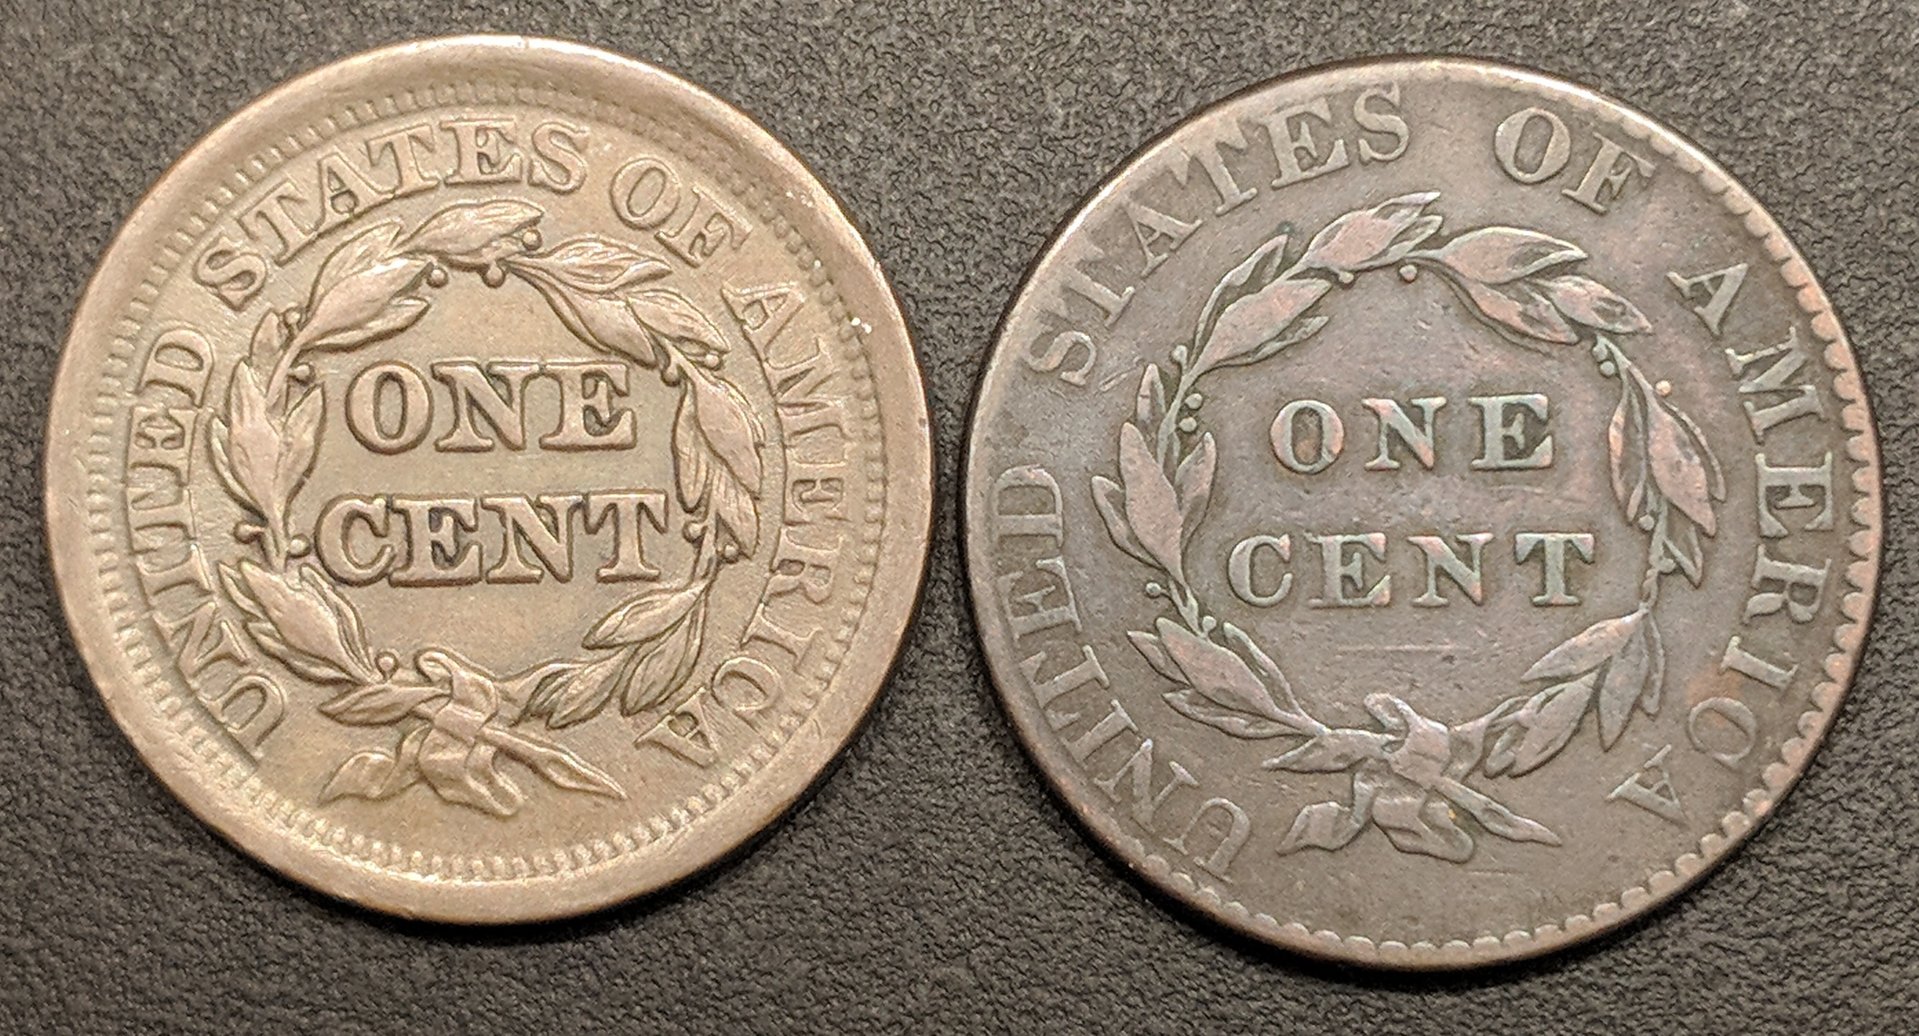 UNITED STATES OF AMERICA
ONE
CENT
UNITED STATES OF AMERICA
ONE
CENT